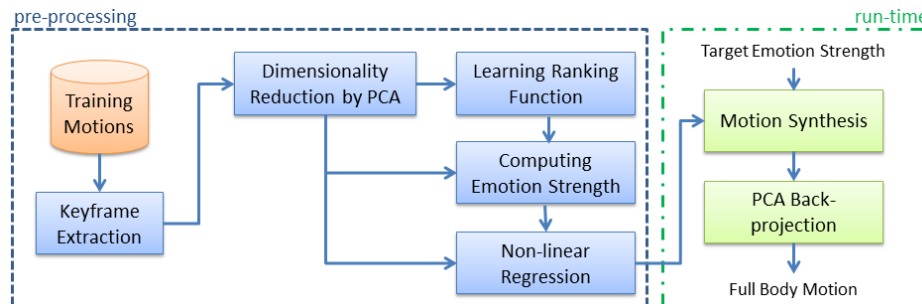 pre-processing
run-time
Training
Motions
Keyframe
Extraction
Dimensionality
Reduction by PCA
Learning Ranking
Function
Computing
Emotion Strength
Non-linear
Regression
Target Emotion Strength
Motion Synthesis
PCA Back-
projection
Full Body Motion